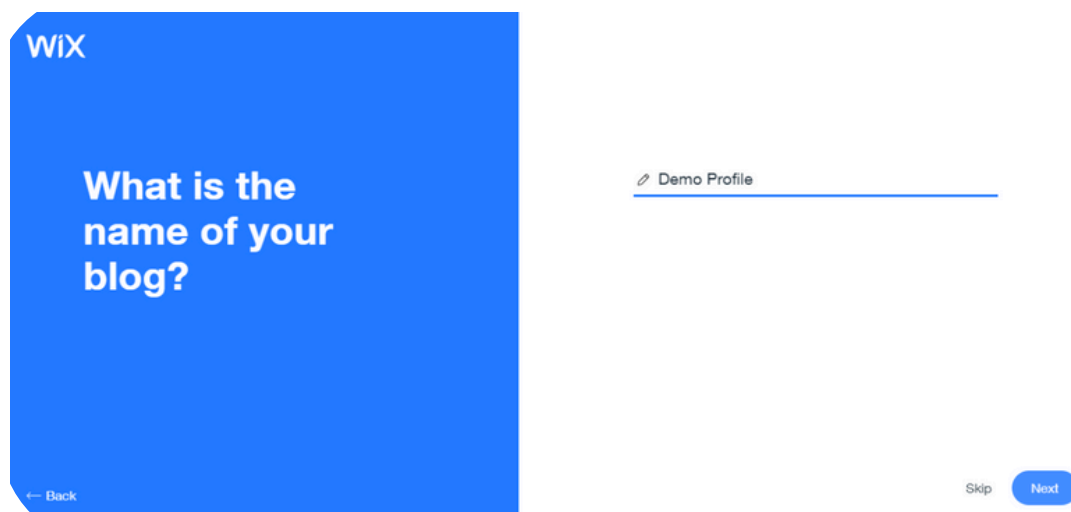 WiX
What is the
name of your
blog?
← Back
Demo Profile
Skip
Next